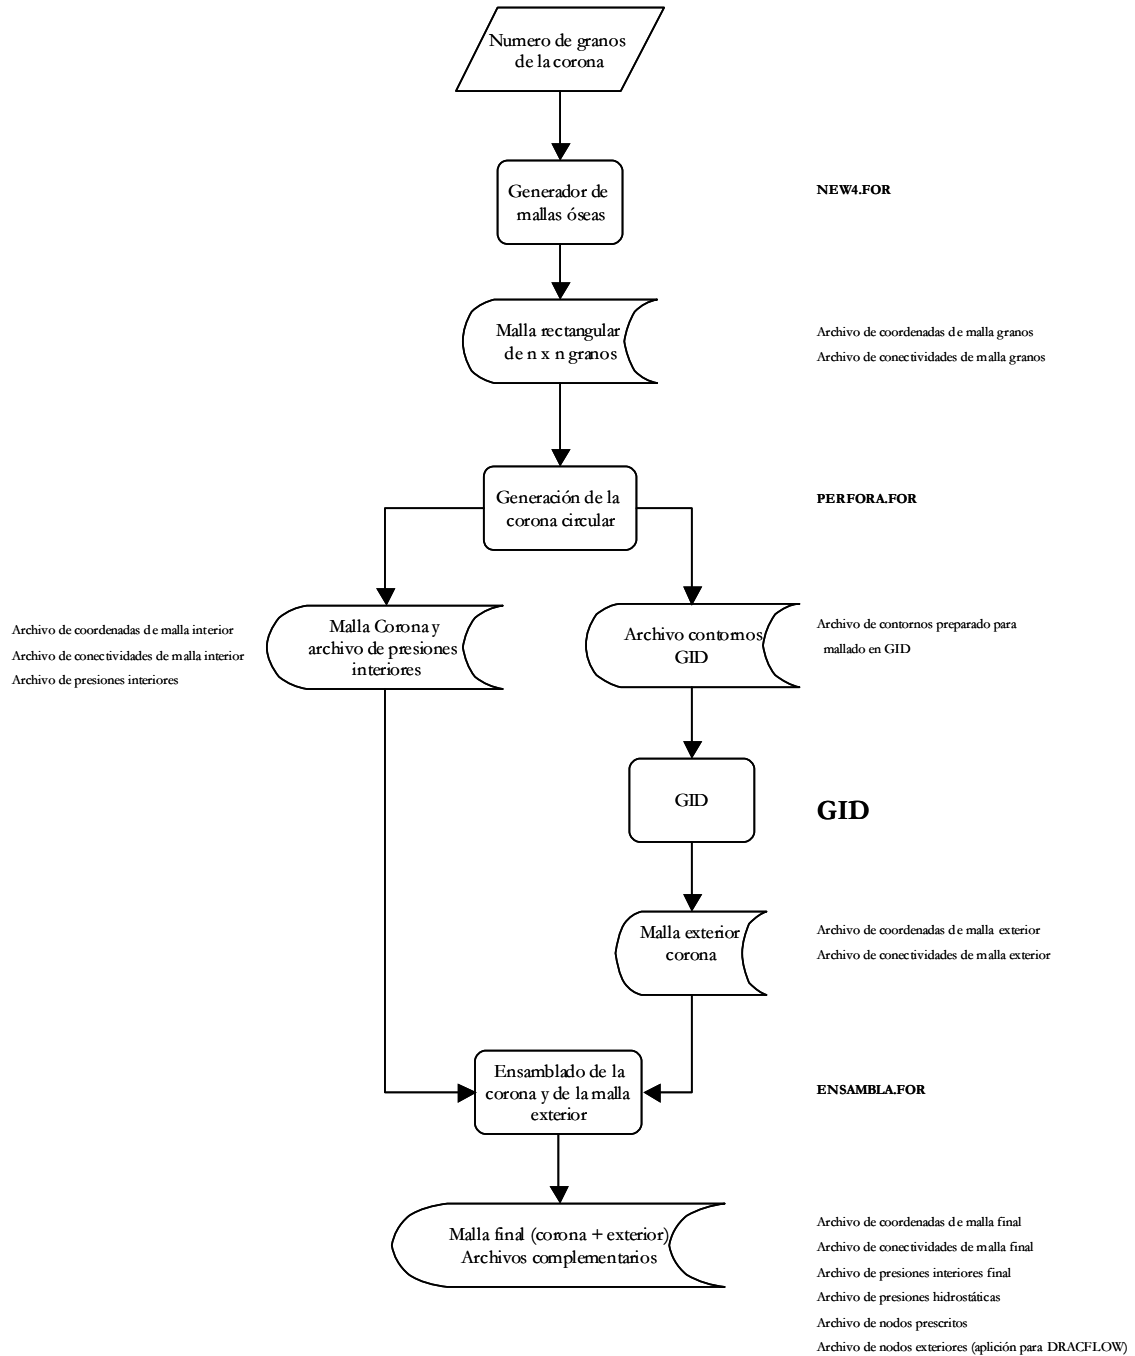 Numero de granos
de la corona
Generador de
mallas óseas
NEW4.FOR
Malla rectangular
de n x n granos
Archivo de coordenadas de malla granos
Archivo de conectividades de malla granos
Generación de la
corona circular
PERFORA.FOR
Archivo de coordenadas de malla interior
Archivo de conectividades de malla interior
Archivo de presiones interiores
Malla Corona y
archivo de presiones
interiores
Archivo contornos
GID
Archivo de contornos preparado para
mallado en GID
GID
GID
Malla exterior
corona
Archivo de coordenadas de malla exterior
Archivo de conectividades de malla exterior
Ensamblado de la
corona y de la malla
exterior
ENSAMBLA.FOR
Malla final (corona + exterior)
Archivos complementarios
Archivo de coordenadas de malla final
Archivo de conectividades de malla final
Archivo de presiones interiores final
Archivo de presiones hidrostáticas
Archivo de nodos prescritos
Archivo de nodos exteriores (aplición para DRACFLOW)